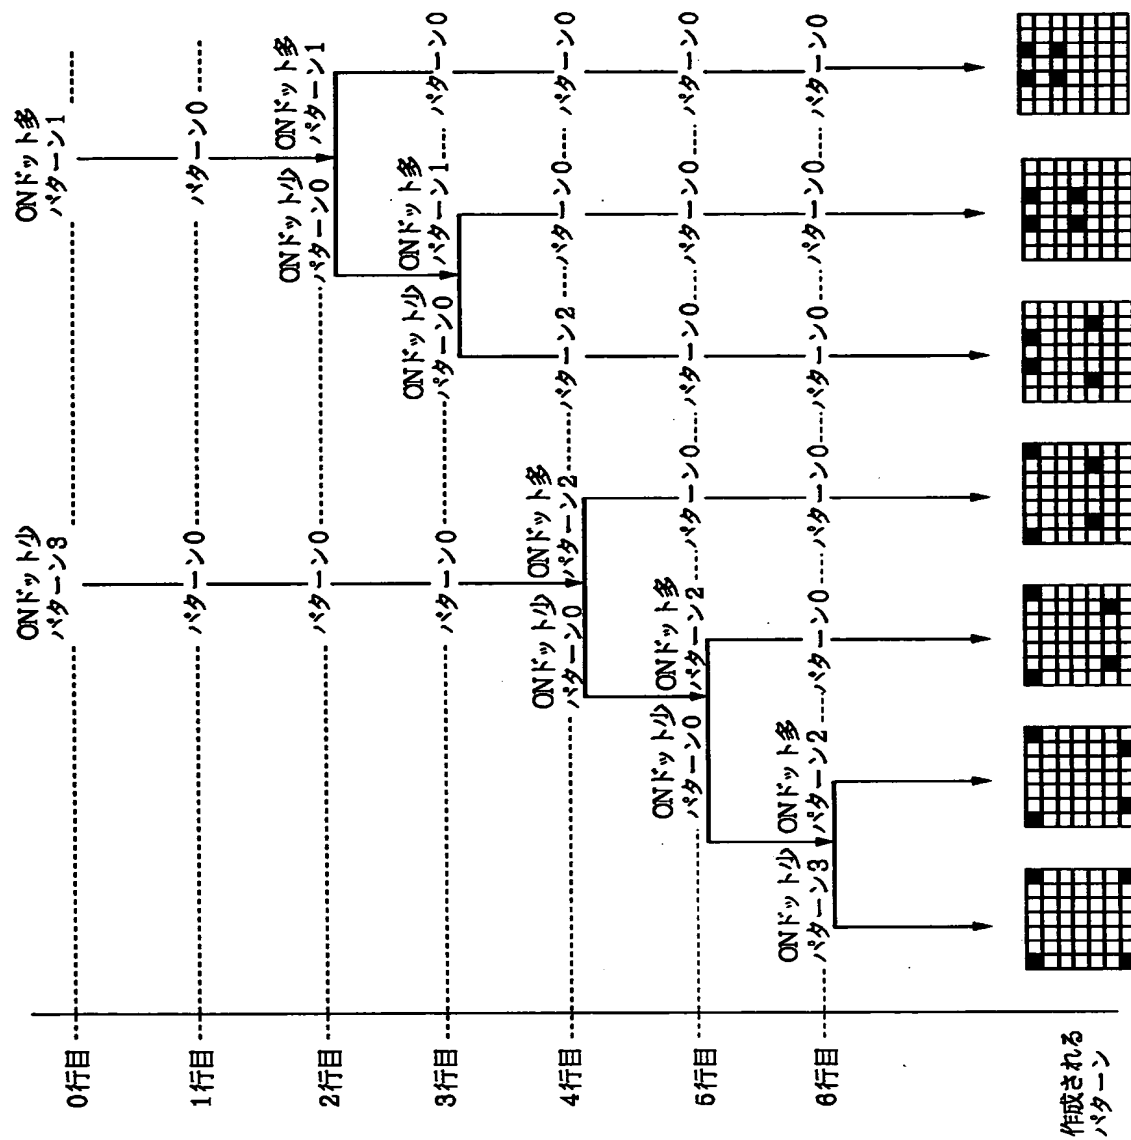 0行目
ONドット少
パターン3
ONドット多
パターン1
1行目
パターン0
パターン0
2行目
パターン0
ONドット少
パターン0
ONドット多
パターン1
3行目
パターン0
ONドット少
パターン0
ONドット多
パターン1
パターン0
4行目
ONドット少
パターン0
ONドット多
パターン2
パターン2
パターン0
パターン0
5行目
ONドット少
パターン0
ONドット多
パターン2
パターン0
パターン0
パターン0
パターン0
6行目
ONドット少
パターン3
ONドット多
パターン2
パターン0
パターン0
パターン0
パターン0
パターン0
作成される
パターン